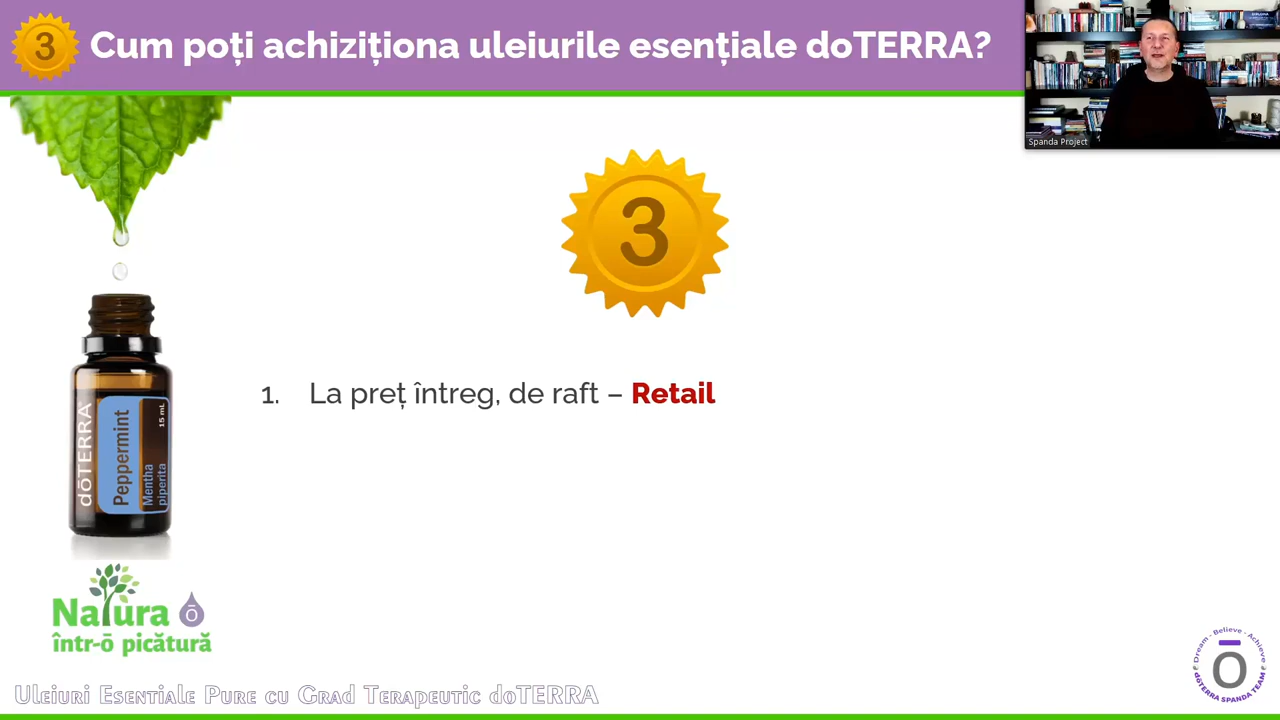 3
Cum poți achiziționa uleiurile esențiale doTERRA?
Spanda Project
3
1. La preț întreg, de raft – Retail
dōTERRA
Peppermint
Mentha
piperita
15 mL
Natura ō
într-ō picătură
Uleiuri Esentiale Pure cu Grad Terapeutic doTERRA
Dream - Believe - Achieve
Ō
dōTERRA SPANDA TEAM